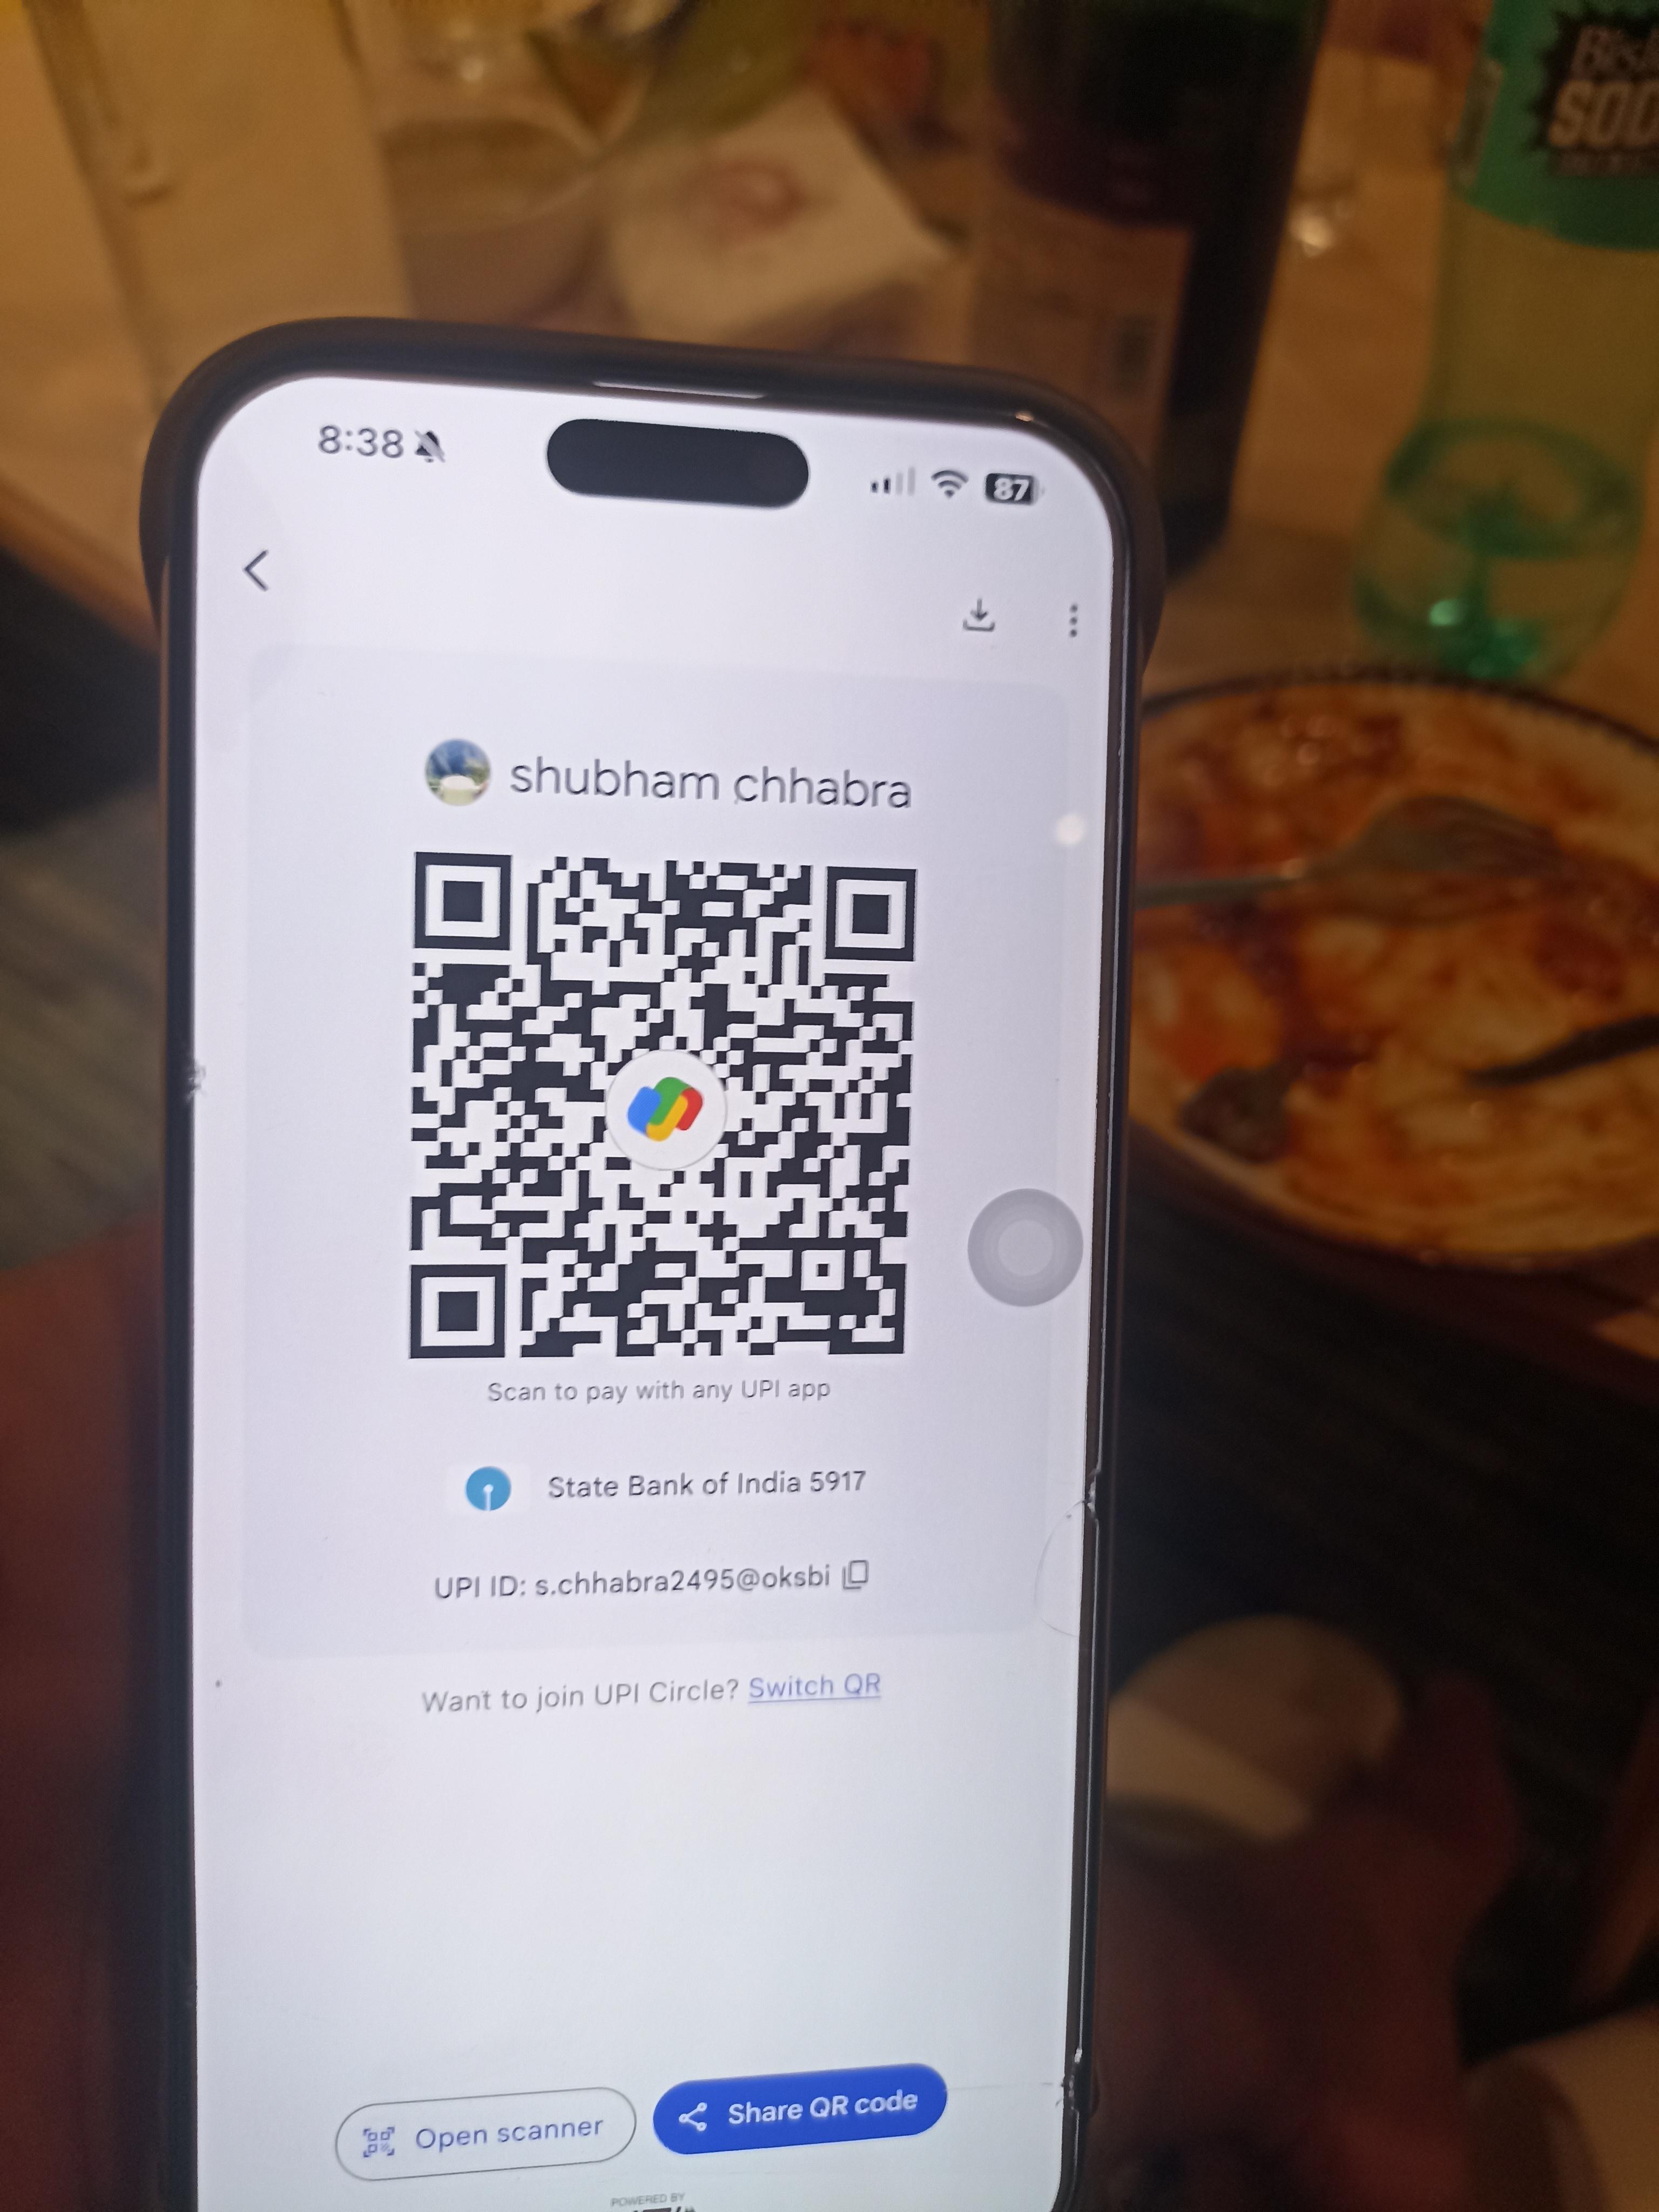 8:38
87
shubham chhabra
Scan to pay with any UPI app
State Bank of India 5917
UPI ID: s.chhabra2495@oksbi
Want to join UPI Circle? Switch QR
Open scanner
Share QR code
POWERED BY